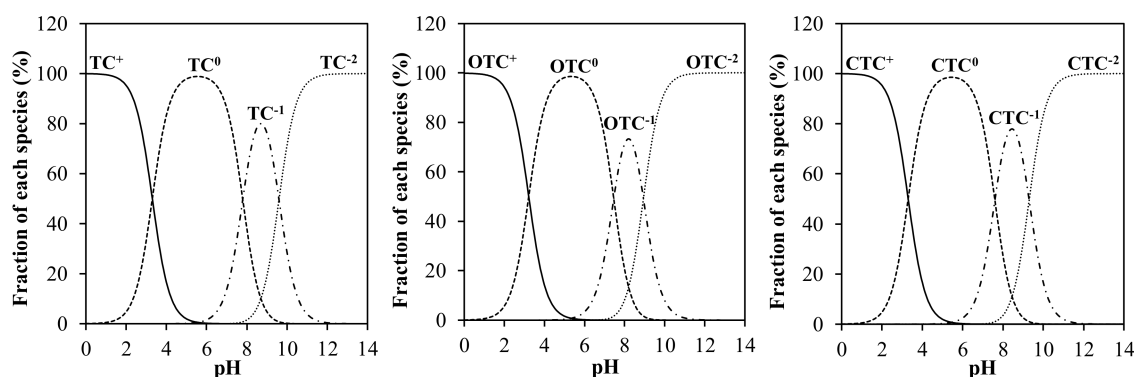 120
100
80
60
40
20
0
Fraction of each species (%)
TC⁺
TC⁰
TC⁻¹
TC⁻²
0 2 4 6 8 10 12 14
pH
120
100
80
60
40
20
0
Fraction of each species (%)
OTC⁺
OTC⁰
OTC⁻¹
OTC⁻²
0 2 4 6 8 10 12 14
pH
120
100
80
60
40
20
0
Fraction of each species (%)
CTC⁺
CTC⁰
CTC⁻¹
CTC⁻²
0 2 4 6 8 10 12 14
pH